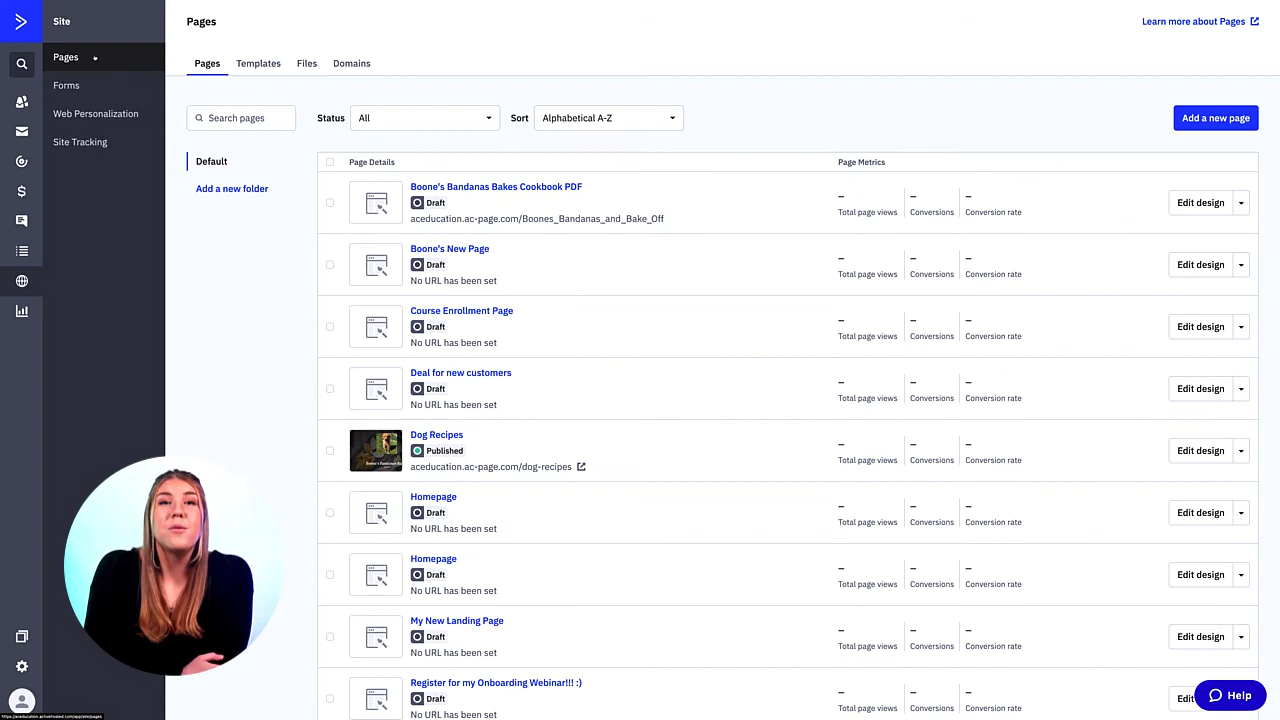 Site
Pages
Learn more about Pages
Pages
Forms
Web Personalization
Site Tracking
Pages
Templates
Files
Domains
Search pages
Status
All
Sort
Alphabetical A-Z
Add a new page
Default
Add a new folder
Page Details
Page Metrics
Boone's Bandanas Bakes Cookbook PDF
Draft
aceducation.ac-page.com/Boones_Bandanas_and_Bake_Off
– – –
Total page views Conversions Conversion rate
Edit design
Boone's New Page
Draft
No URL has been set
– – –
Total page views Conversions Conversion rate
Edit design
Course Enrollment Page
Draft
No URL has been set
– – –
Total page views Conversions Conversion rate
Edit design
Deal for new customers
Draft
No URL has been set
– – –
Total page views Conversions Conversion rate
Edit design
Dog Recipes
Published
aceducation.ac-page.com/dog-recipes
– – –
Total page views Conversions Conversion rate
Edit design
Homepage
Draft
No URL has been set
– – –
Total page views Conversions Conversion rate
Edit design
Homepage
Draft
No URL has been set
– – –
Total page views Conversions Conversion rate
Edit design
My New Landing Page
Draft
No URL has been set
– – –
Total page views Conversions Conversion rate
Edit design
Register for my Onboarding Webinar!!! :)
Draft
No URL has been set
– – –
Total page views Conversions Conversion rate
Help
https://aceducation.activehosted.com/app/site/pages